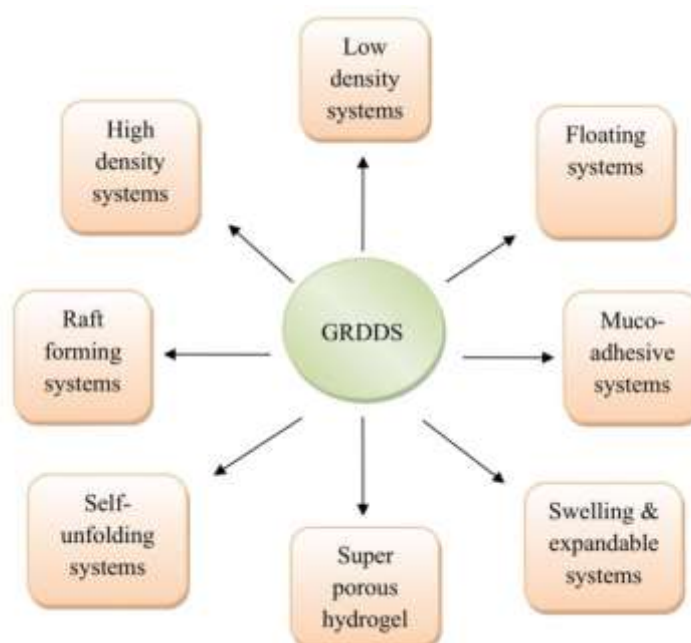 Low
density
systems
High
density
systems
Floating
systems
GRDDS
Raft
forming
systems
Muco-
adhesive
systems
Self-
unfolding
systems
Super
porous
hydrogel
Swelling &
expandable
systems